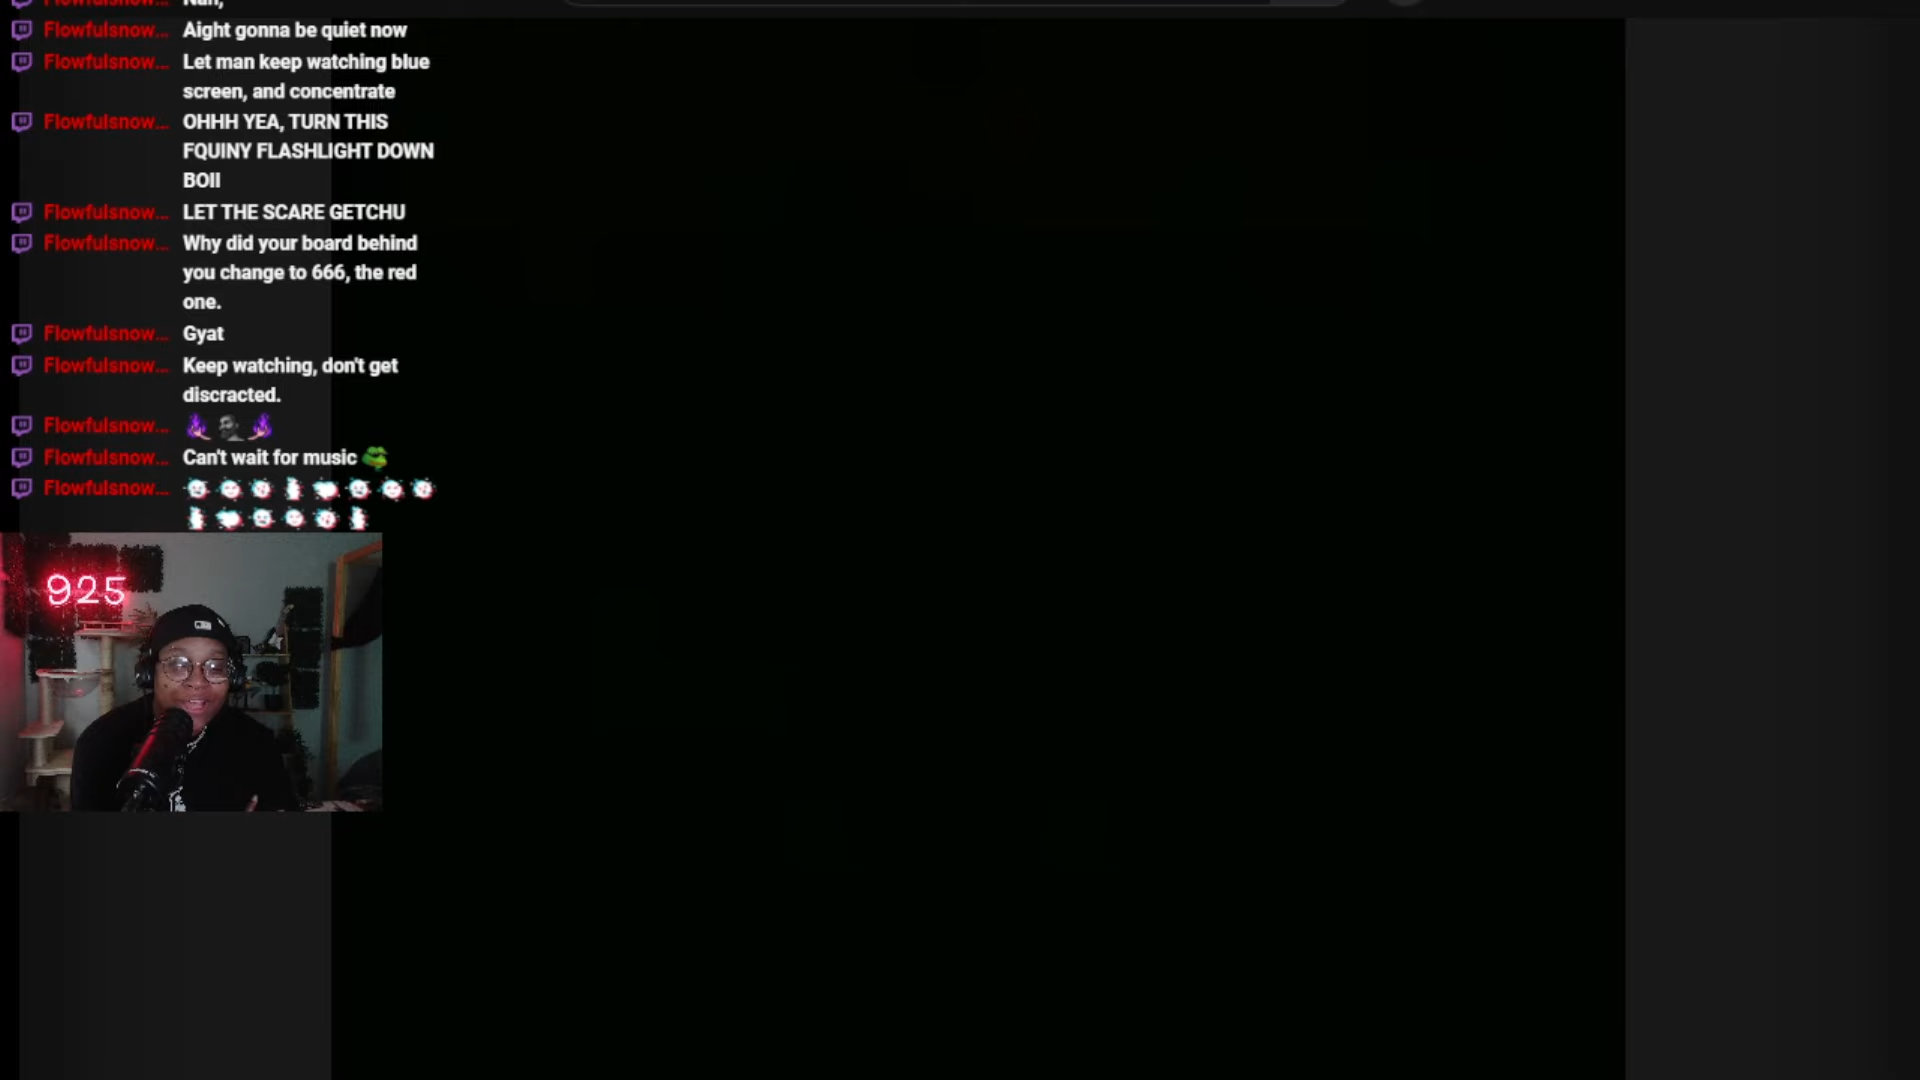 Flowfulsnow... Nah,
Flowfulsnow... Aight gonna be quiet now
Flowfulsnow... Let man keep watching blue
screen, and concentrate
Flowfulsnow... OHHH YEA, TURN THIS
FQUINY FLASHLIGHT DOWN
BOII
Flowfulsnow... LET THE SCARE GETCHU
Flowfulsnow... Why did your board behind
you change to 666, the red
one.
Flowfulsnow... Gyat
Flowfulsnow... Keep watching, don't get
discracted.
Flowfulsnow...
Flowfulsnow... Can't wait for music
Flowfulsnow...
925